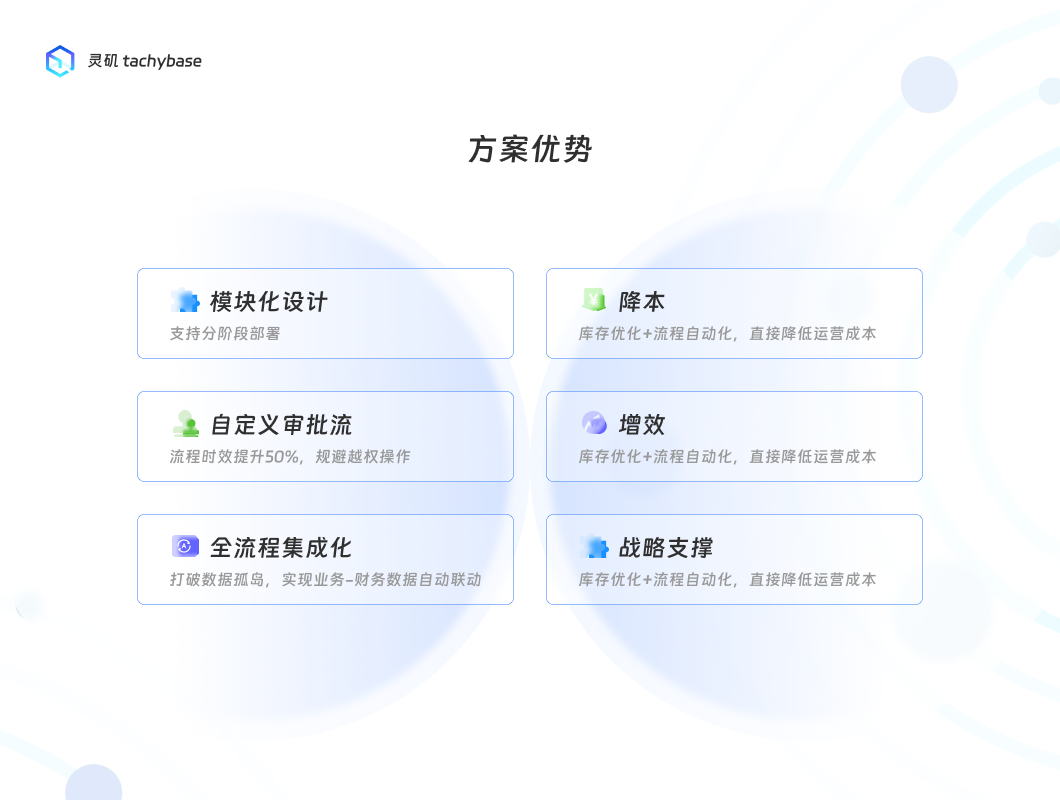 灵矶 tachybase
方案优势
模块化设计
支持分阶段部署
自定义审批流
流程时效提升50%，规避越权操作
全流程集成化
打破数据孤岛，实现业务-财务数据自动联动
降本
库存优化+流程自动化，直接降低运营成本
增效
库存优化+流程自动化，直接降低运营成本
战略支撑
库存优化+流程自动化，直接降低运营成本